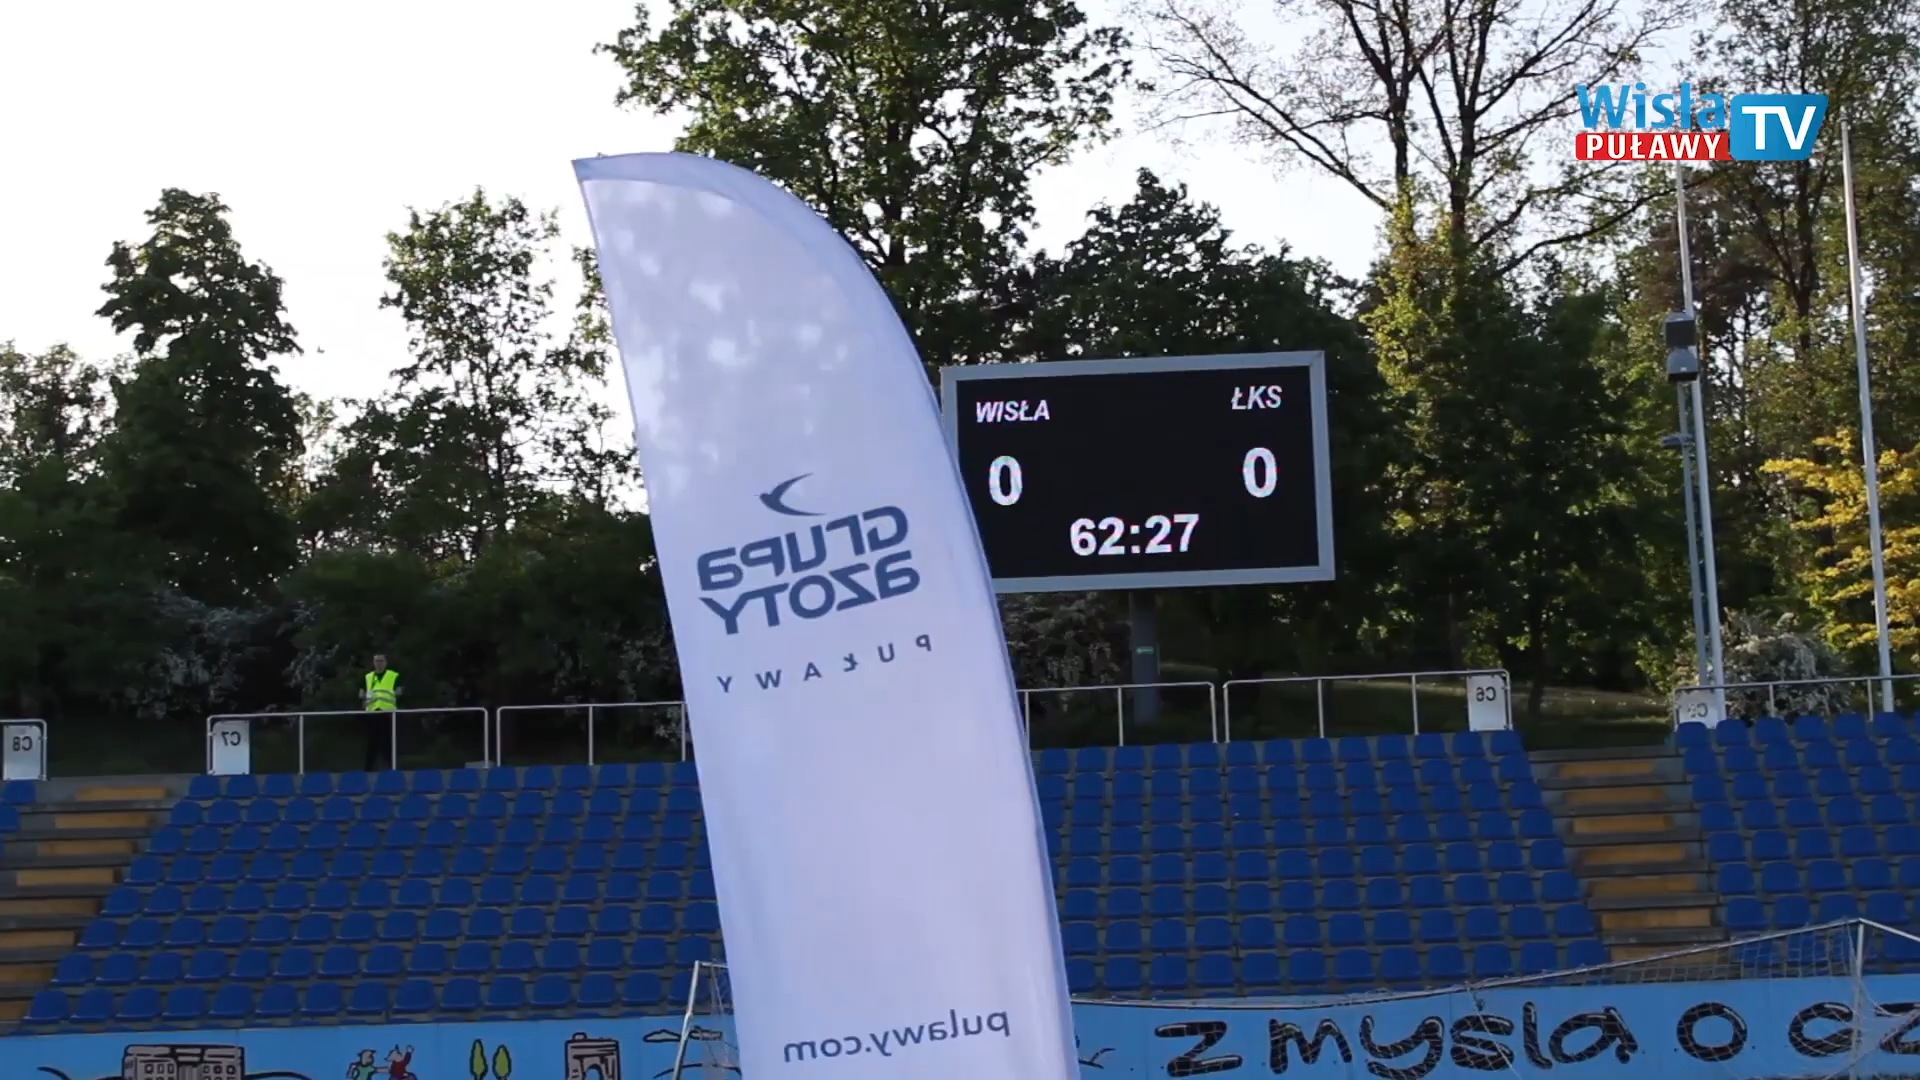 Wisła
PUŁAWY TV
WISŁA ŁKS
0 0
62:27
GRUPA
AZOTY
PUŁAWY
C8 C7 C6
pulawy.com
z myślą o